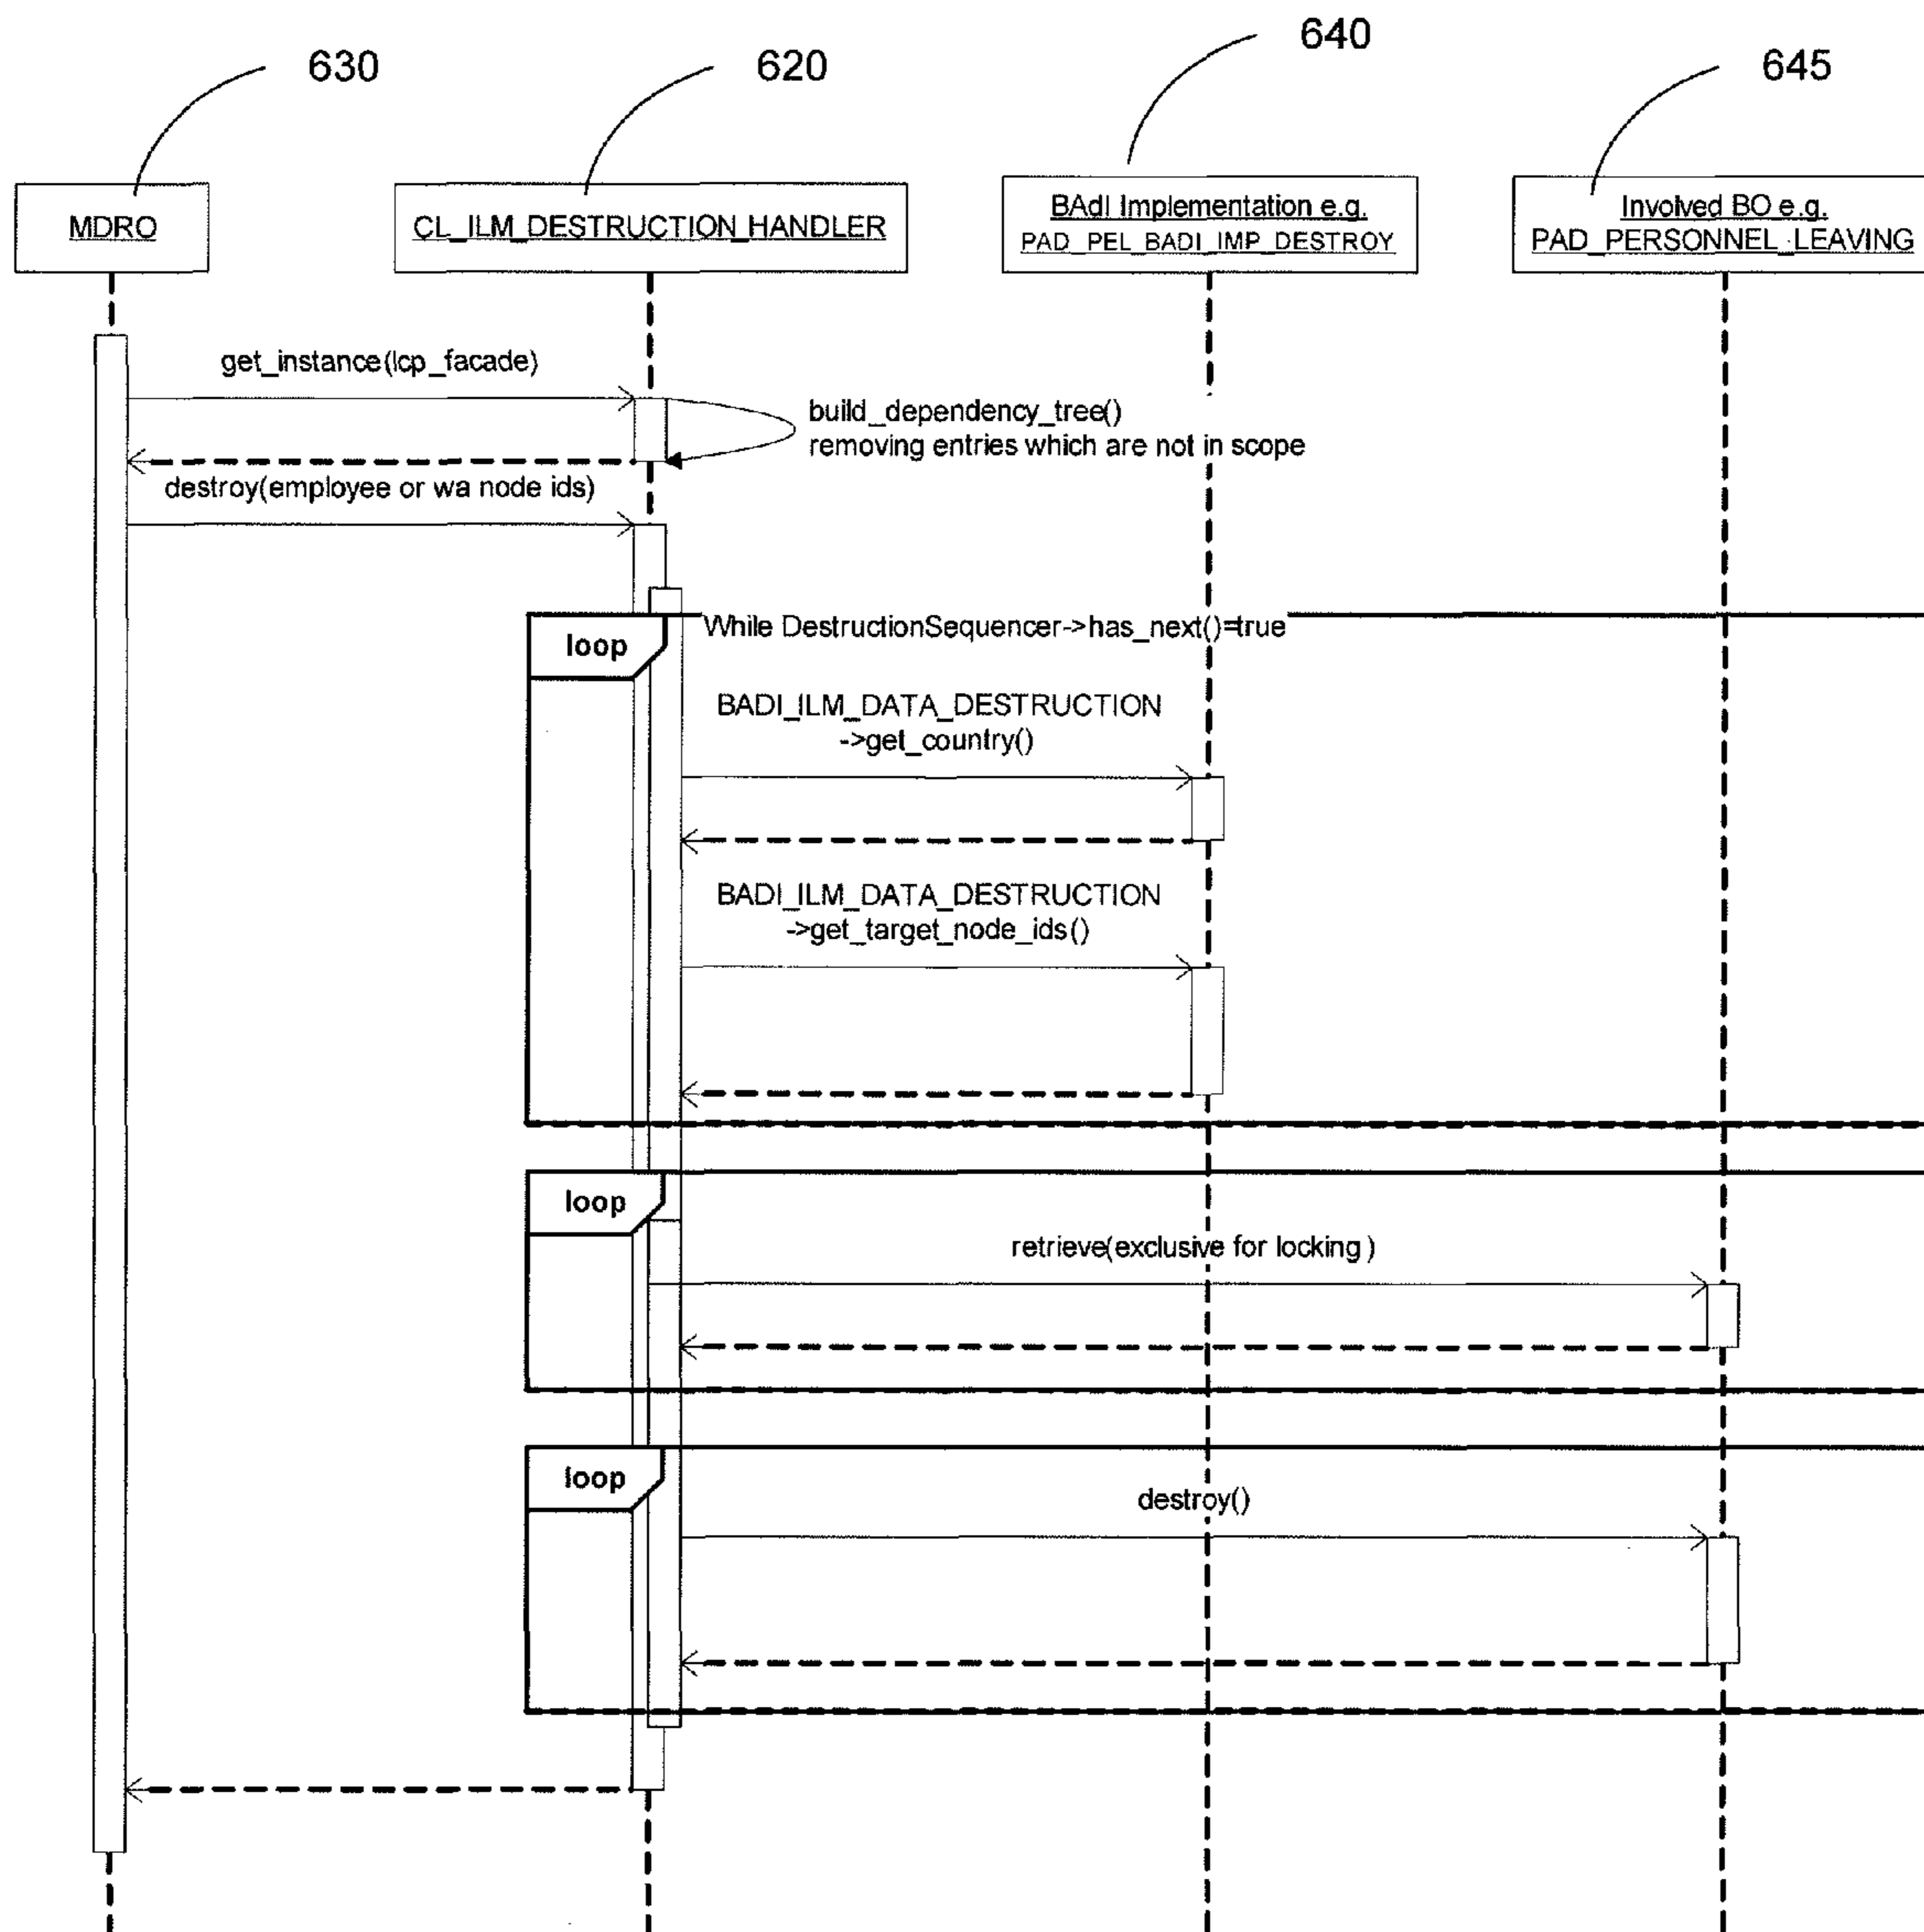 630
620
640
645
MDRO
CL_ILM_DESTRUCTION_HANDLER
BAdI Implementation e.g.
PAD_PEL_BADI_IMP_DESTROY
Involved BO e.g.
PAD_PERSONNEL_LEAVING
get_instance(lcp_facade)
build_dependency_tree()
removing entries which are not in scope
destroy(employee or wa node ids)
loop
While DestructionSequencer->has_next()=true
BADI_ILM_DATA_DESTRUCTION
->get_country()
BADI_ILM_DATA_DESTRUCTION
->get_target_node_ids()
loop
retrieve(exclusive for locking )
loop
destroy()